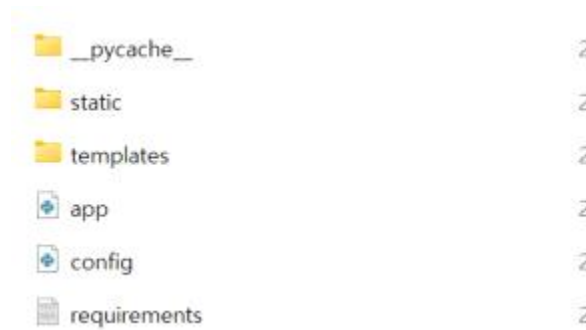 __pycache__
static
templates
app
config
requirements